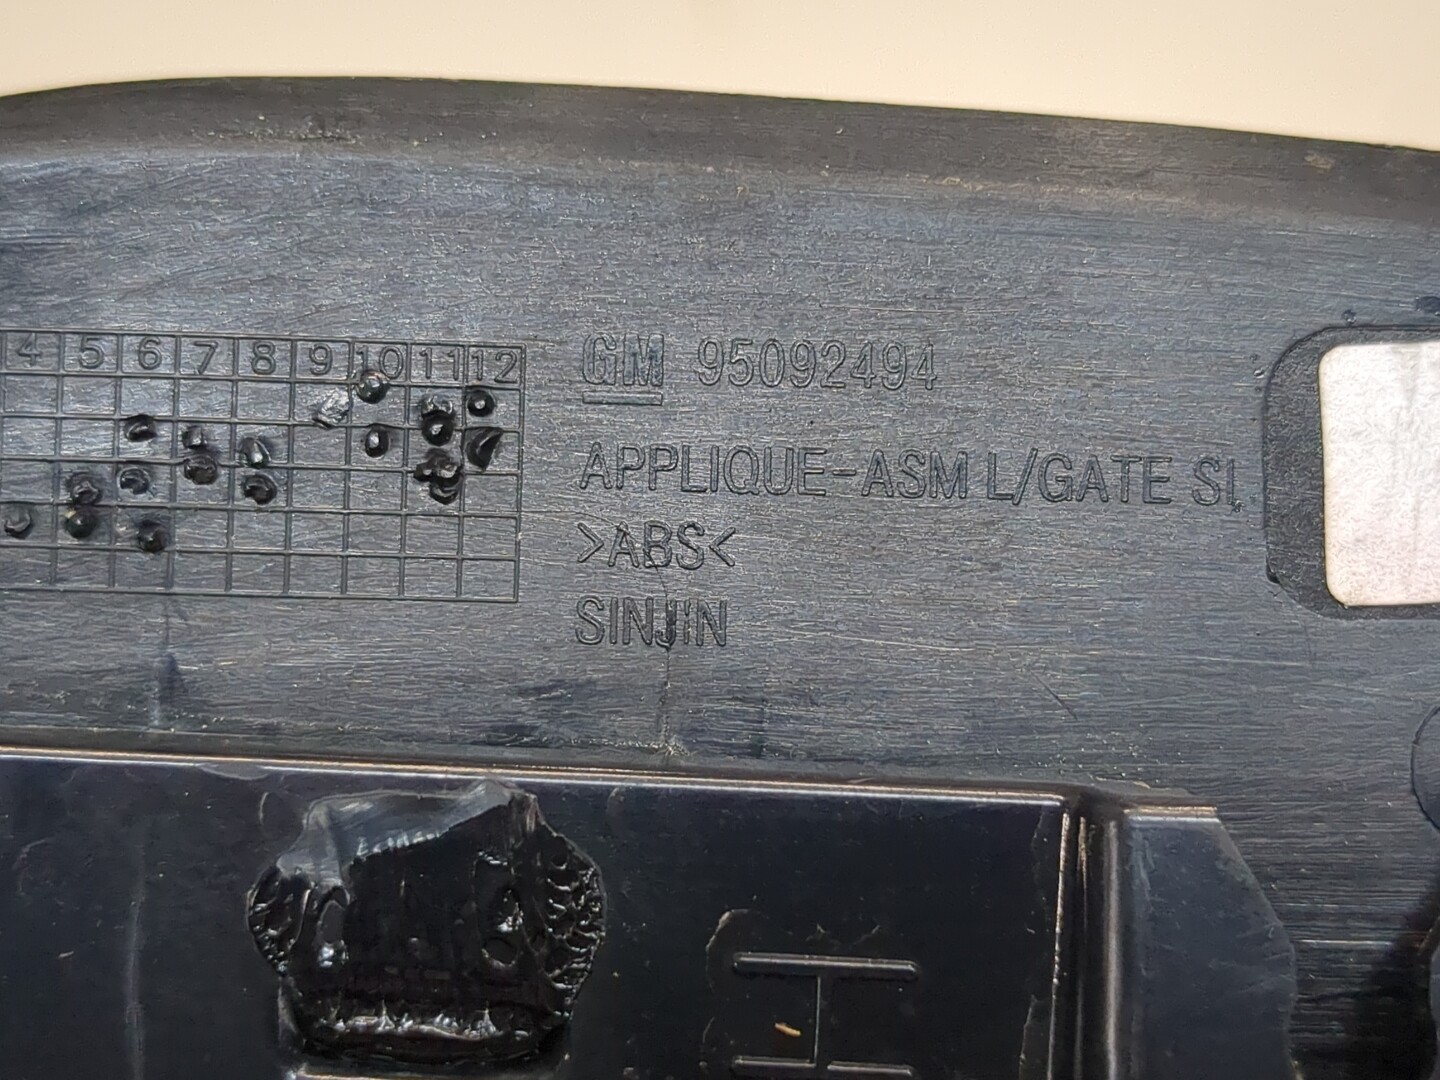 4 5 6 7 8 9 10 11 12
GM 95092494
APPLIQUE-ASM L/GATE SI.
>ABS<
SINJIN
H